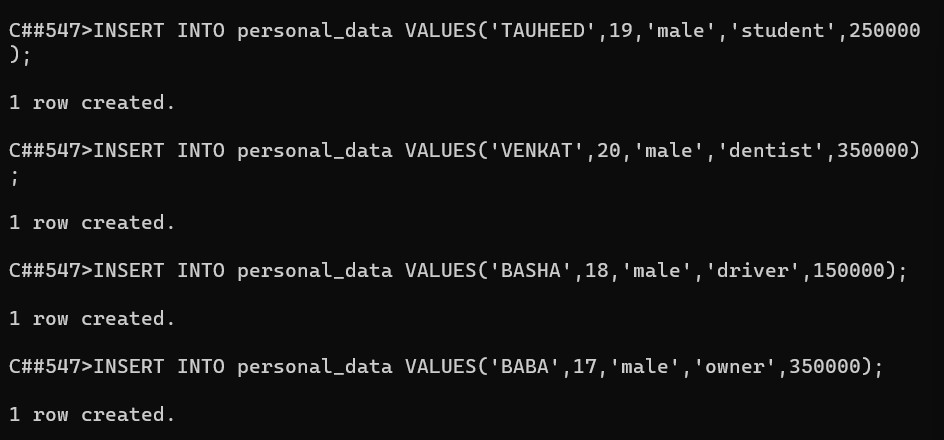 C##547>INSERT INTO personal_data VALUES('TAUHEED',19,'male','student',250000
);
1 row created.
C##547>INSERT INTO personal_data VALUES('VENKAT',20,'male','dentist',350000)
;
1 row created.
C##547>INSERT INTO personal_data VALUES('BASHA',18,'male','driver',150000);
1 row created.
C##547>INSERT INTO personal_data VALUES('BABA',17,'male','owner',350000);
1 row created.